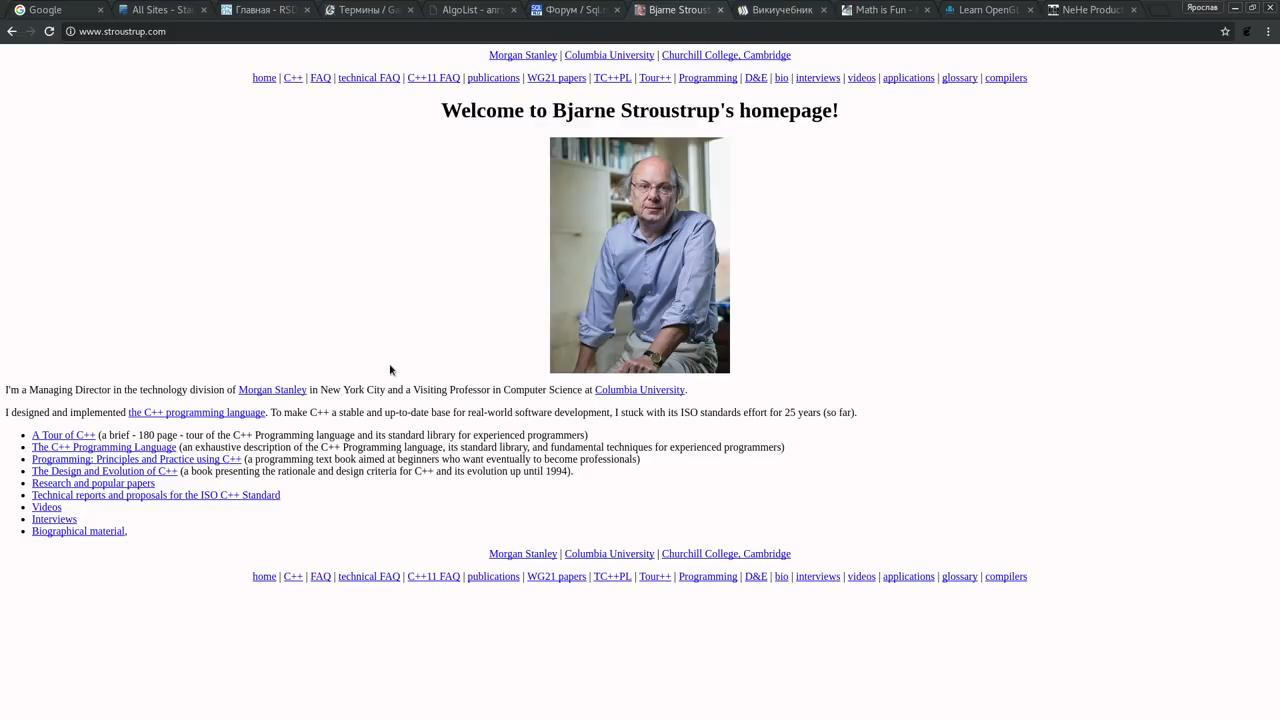 Google
All Sites - Sta
Главная - RSD
Термины / Ga
AlgoList - алго
Форум / Sql.r
Bjarne Stroust
Викиучебник
Math is Fun -
Learn OpenGL
NeHe Product
Ярослав
www.stroustrup.com
Morgan Stanley | Columbia University | Churchill College, Cambridge
home | C++ | FAQ | technical FAQ | C++11 FAQ | publications | WG21 papers | TC++PL | Tour++ | Programming | D&E | bio | interviews | videos | applications | glossary | compilers
Welcome to Bjarne Stroustrup's homepage!
I'm a Managing Director in the technology division of Morgan Stanley in New York City and a Visiting Professor in Computer Science at Columbia University.
I designed and implemented the C++ programming language. To make C++ a stable and up-to-date base for real-world software development, I stuck with its ISO standards effort for 25 years (so far).
A Tour of C++ (a brief - 180 page - tour of the C++ Programming language and its standard library for experienced programmers)
The C++ Programming Language (an exhaustive description of the C++ Programming language, its standard library, and fundamental techniques for experienced programmers)
Programming: Principles and Practice using C++ (a programming text book aimed at beginners who want eventually to become professionals)
The Design and Evolution of C++ (a book presenting the rationale and design criteria for C++ and its evolution up until 1994).
Research and popular papers
Technical reports and proposals for the ISO C++ Standard
Videos
Interviews
Biographical material,
Morgan Stanley | Columbia University | Churchill College, Cambridge
home | C++ | FAQ | technical FAQ | C++11 FAQ | publications | WG21 papers | TC++PL | Tour++ | Programming | D&E | bio | interviews | videos | applications | glossary | compilers